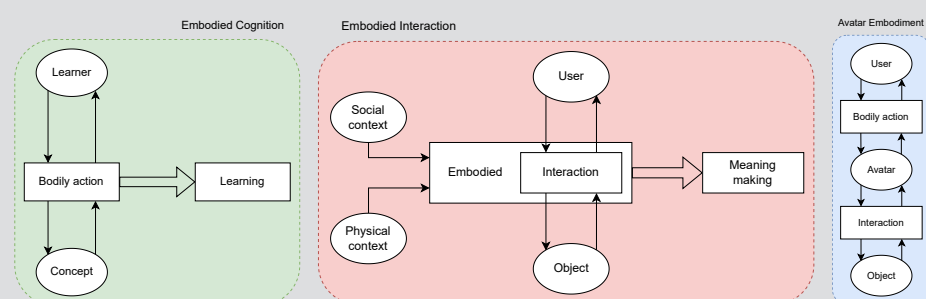 Embodied Cognition
Learner
Bodily action
Learning
Concept
Embodied Interaction
User
Social
context
Embodied
Interaction
Meaning
making
Physical
context
Object
Avatar Embodiment
User
Bodily action
Avatar
Interaction
Object